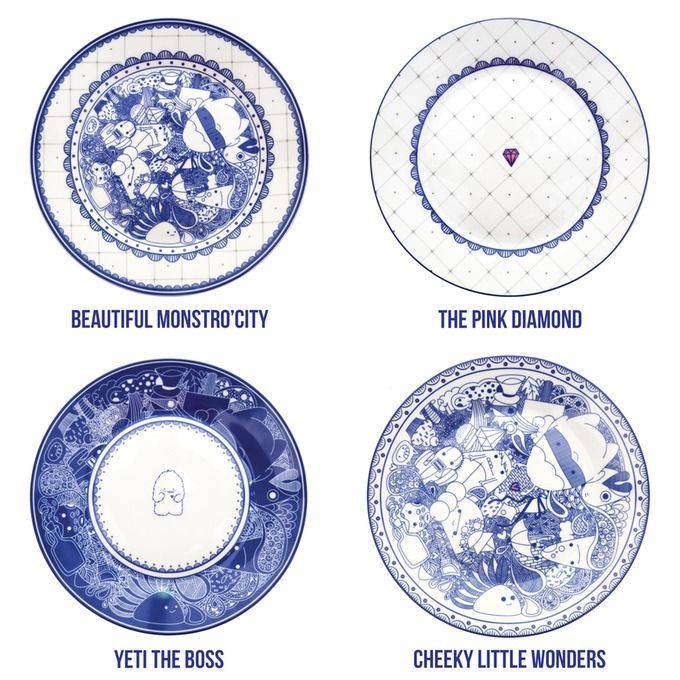 BEAUTIFUL MONSTRO'CITY
THE PINK DIAMOND
YETI THE BOSS
CHEEKY LITTLE WONDERS